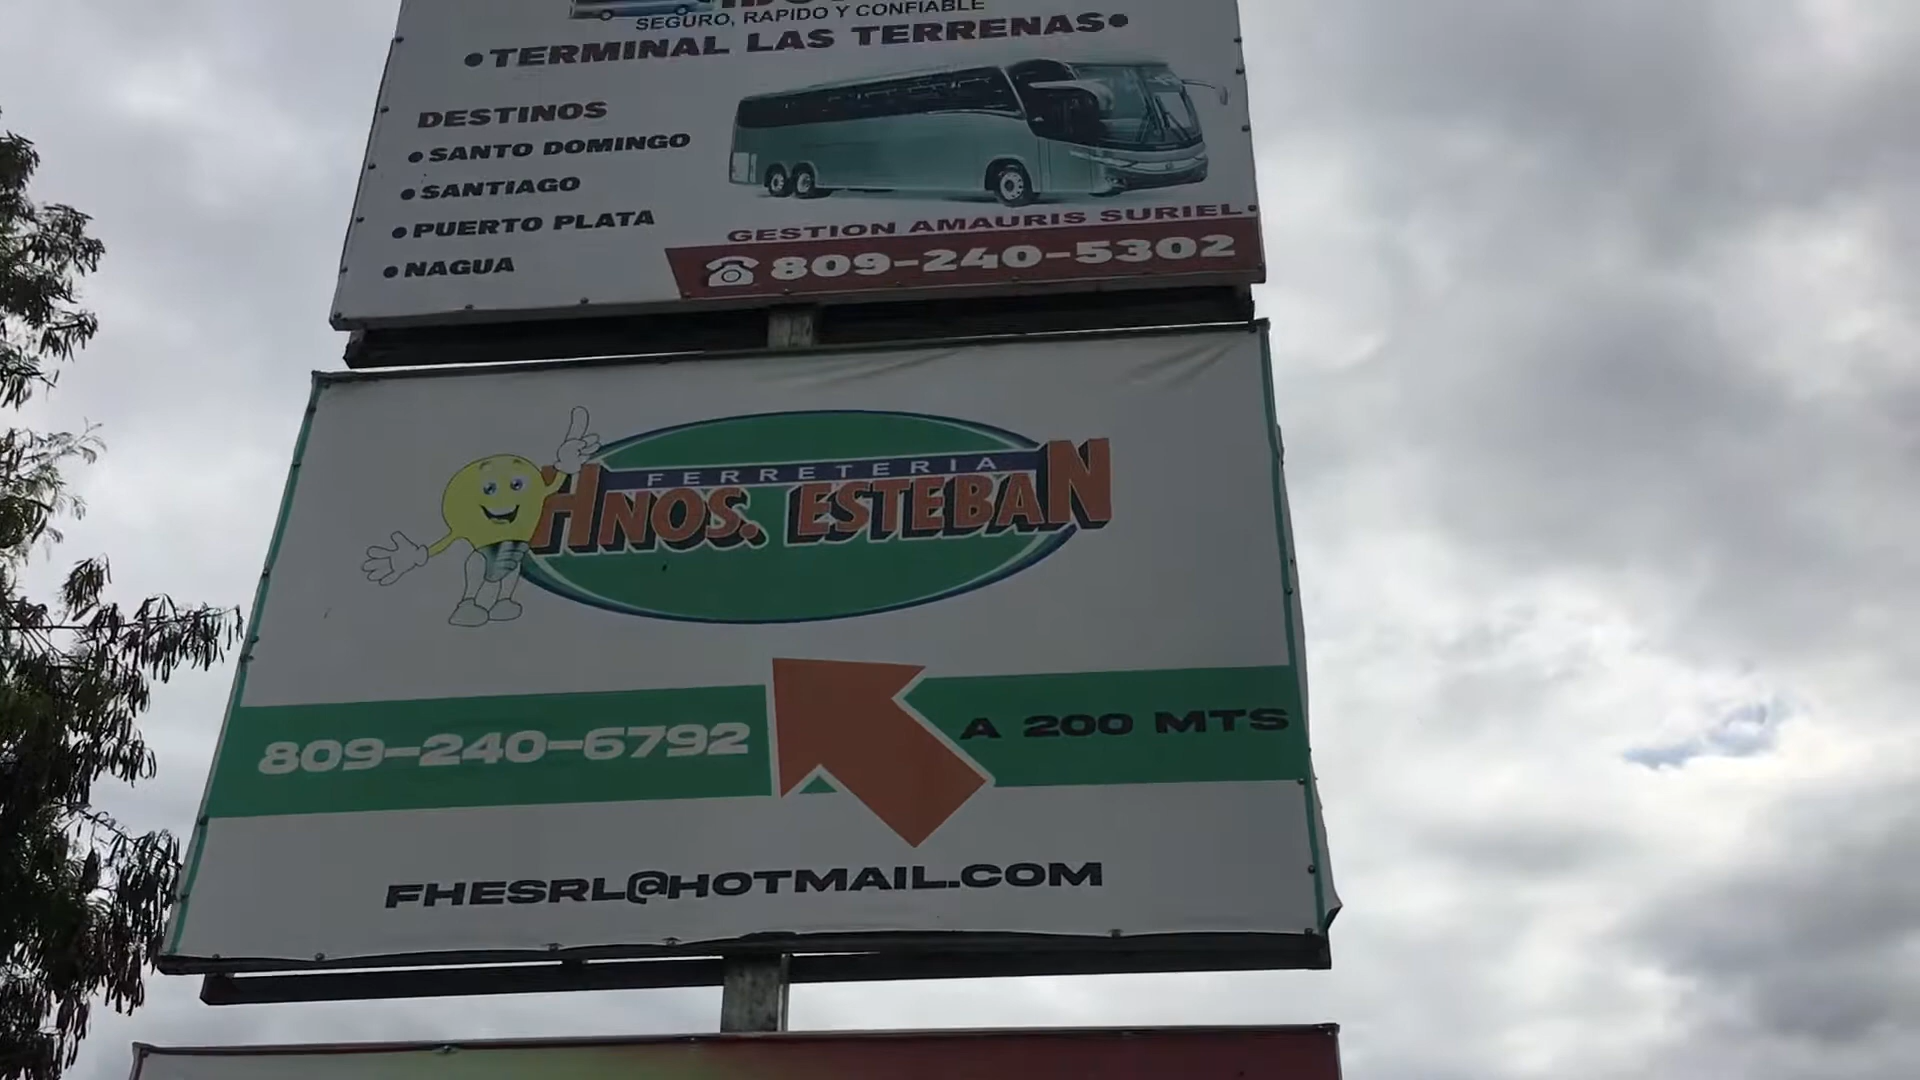 SEGURO, RAPIDO Y CONFIABLE
•TERMINAL LAS TERRENAS•
DESTINOS
•SANTO DOMINGO
•SANTIAGO
•PUERTO PLATA
•NAGUA
GESTION AMAURIS SURIEL
809-240-5302
FERRETERIA
HNOS. ESTEBAN
809-240-6792
A 200 MTS
FHESRL@HOTMAIL.COM